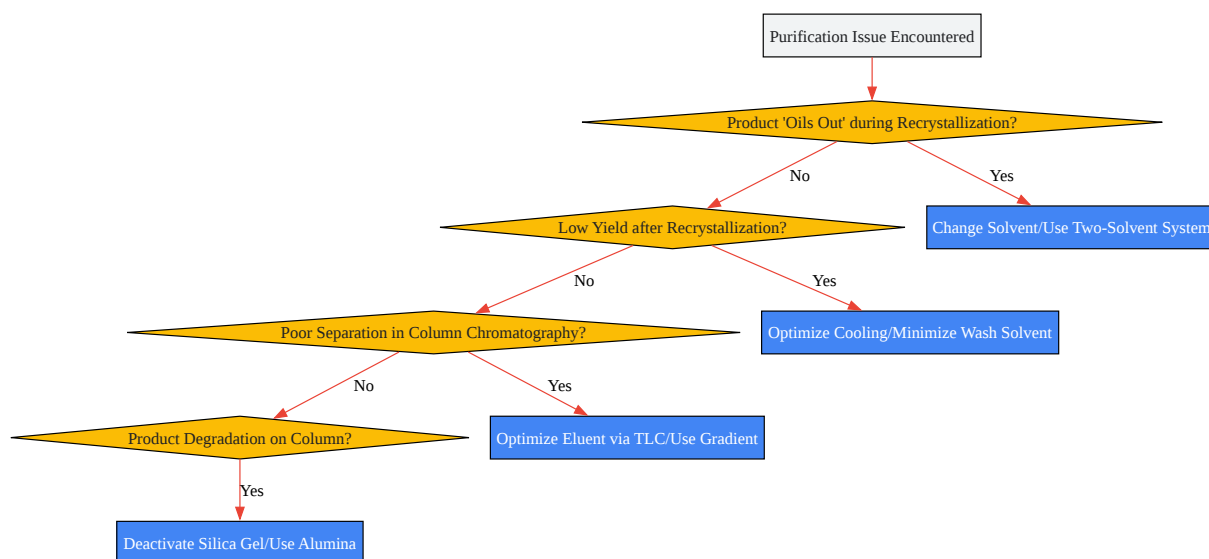 Purification Issue Encountered
Product 'Oils Out' during Recrystallization?
No
Yes
Low Yield after Recrystallization?
Change Solvent/Use Two-Solvent System
No
Yes
Poor Separation in Column Chromatography?
Optimize Cooling/Minimize Wash Solvent
No
Yes
Product Degradation on Column?
Optimize Eluent via TLC/Use Gradient
Yes
Deactivate Silica Gel/Use Alumina